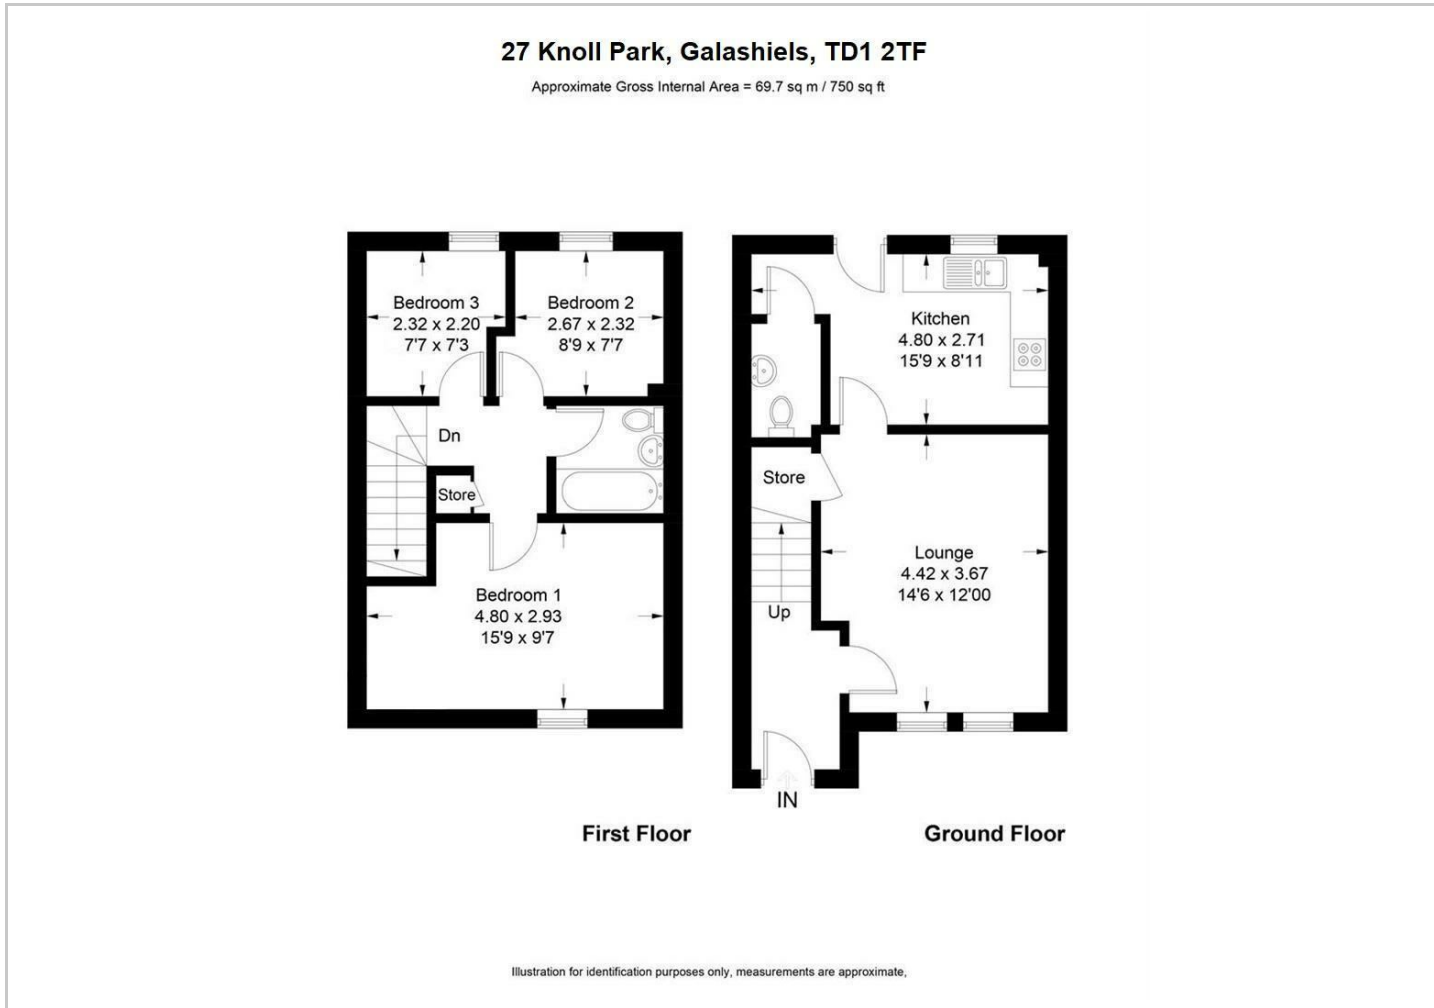 27 Knoll Park, Galashiels, TD1 2TF
Approximate Gross Internal Area = 69.7 sq m / 750 sq ft
Bedroom 3
2.32 x 2.20
7'7 x 7'3
Bedroom 2
2.67 x 2.32
8'9 x 7'7
Dn
Store
Bedroom 1
4.80 x 2.93
15'9 x 9'7
First Floor
Kitchen
4.80 x 2.71
15'9 x 8'11
Store
Lounge
4.42 x 3.67
14'6 x 12'00
Up
IN
Ground Floor
Illustration for identification purposes only, measurements are approximate,